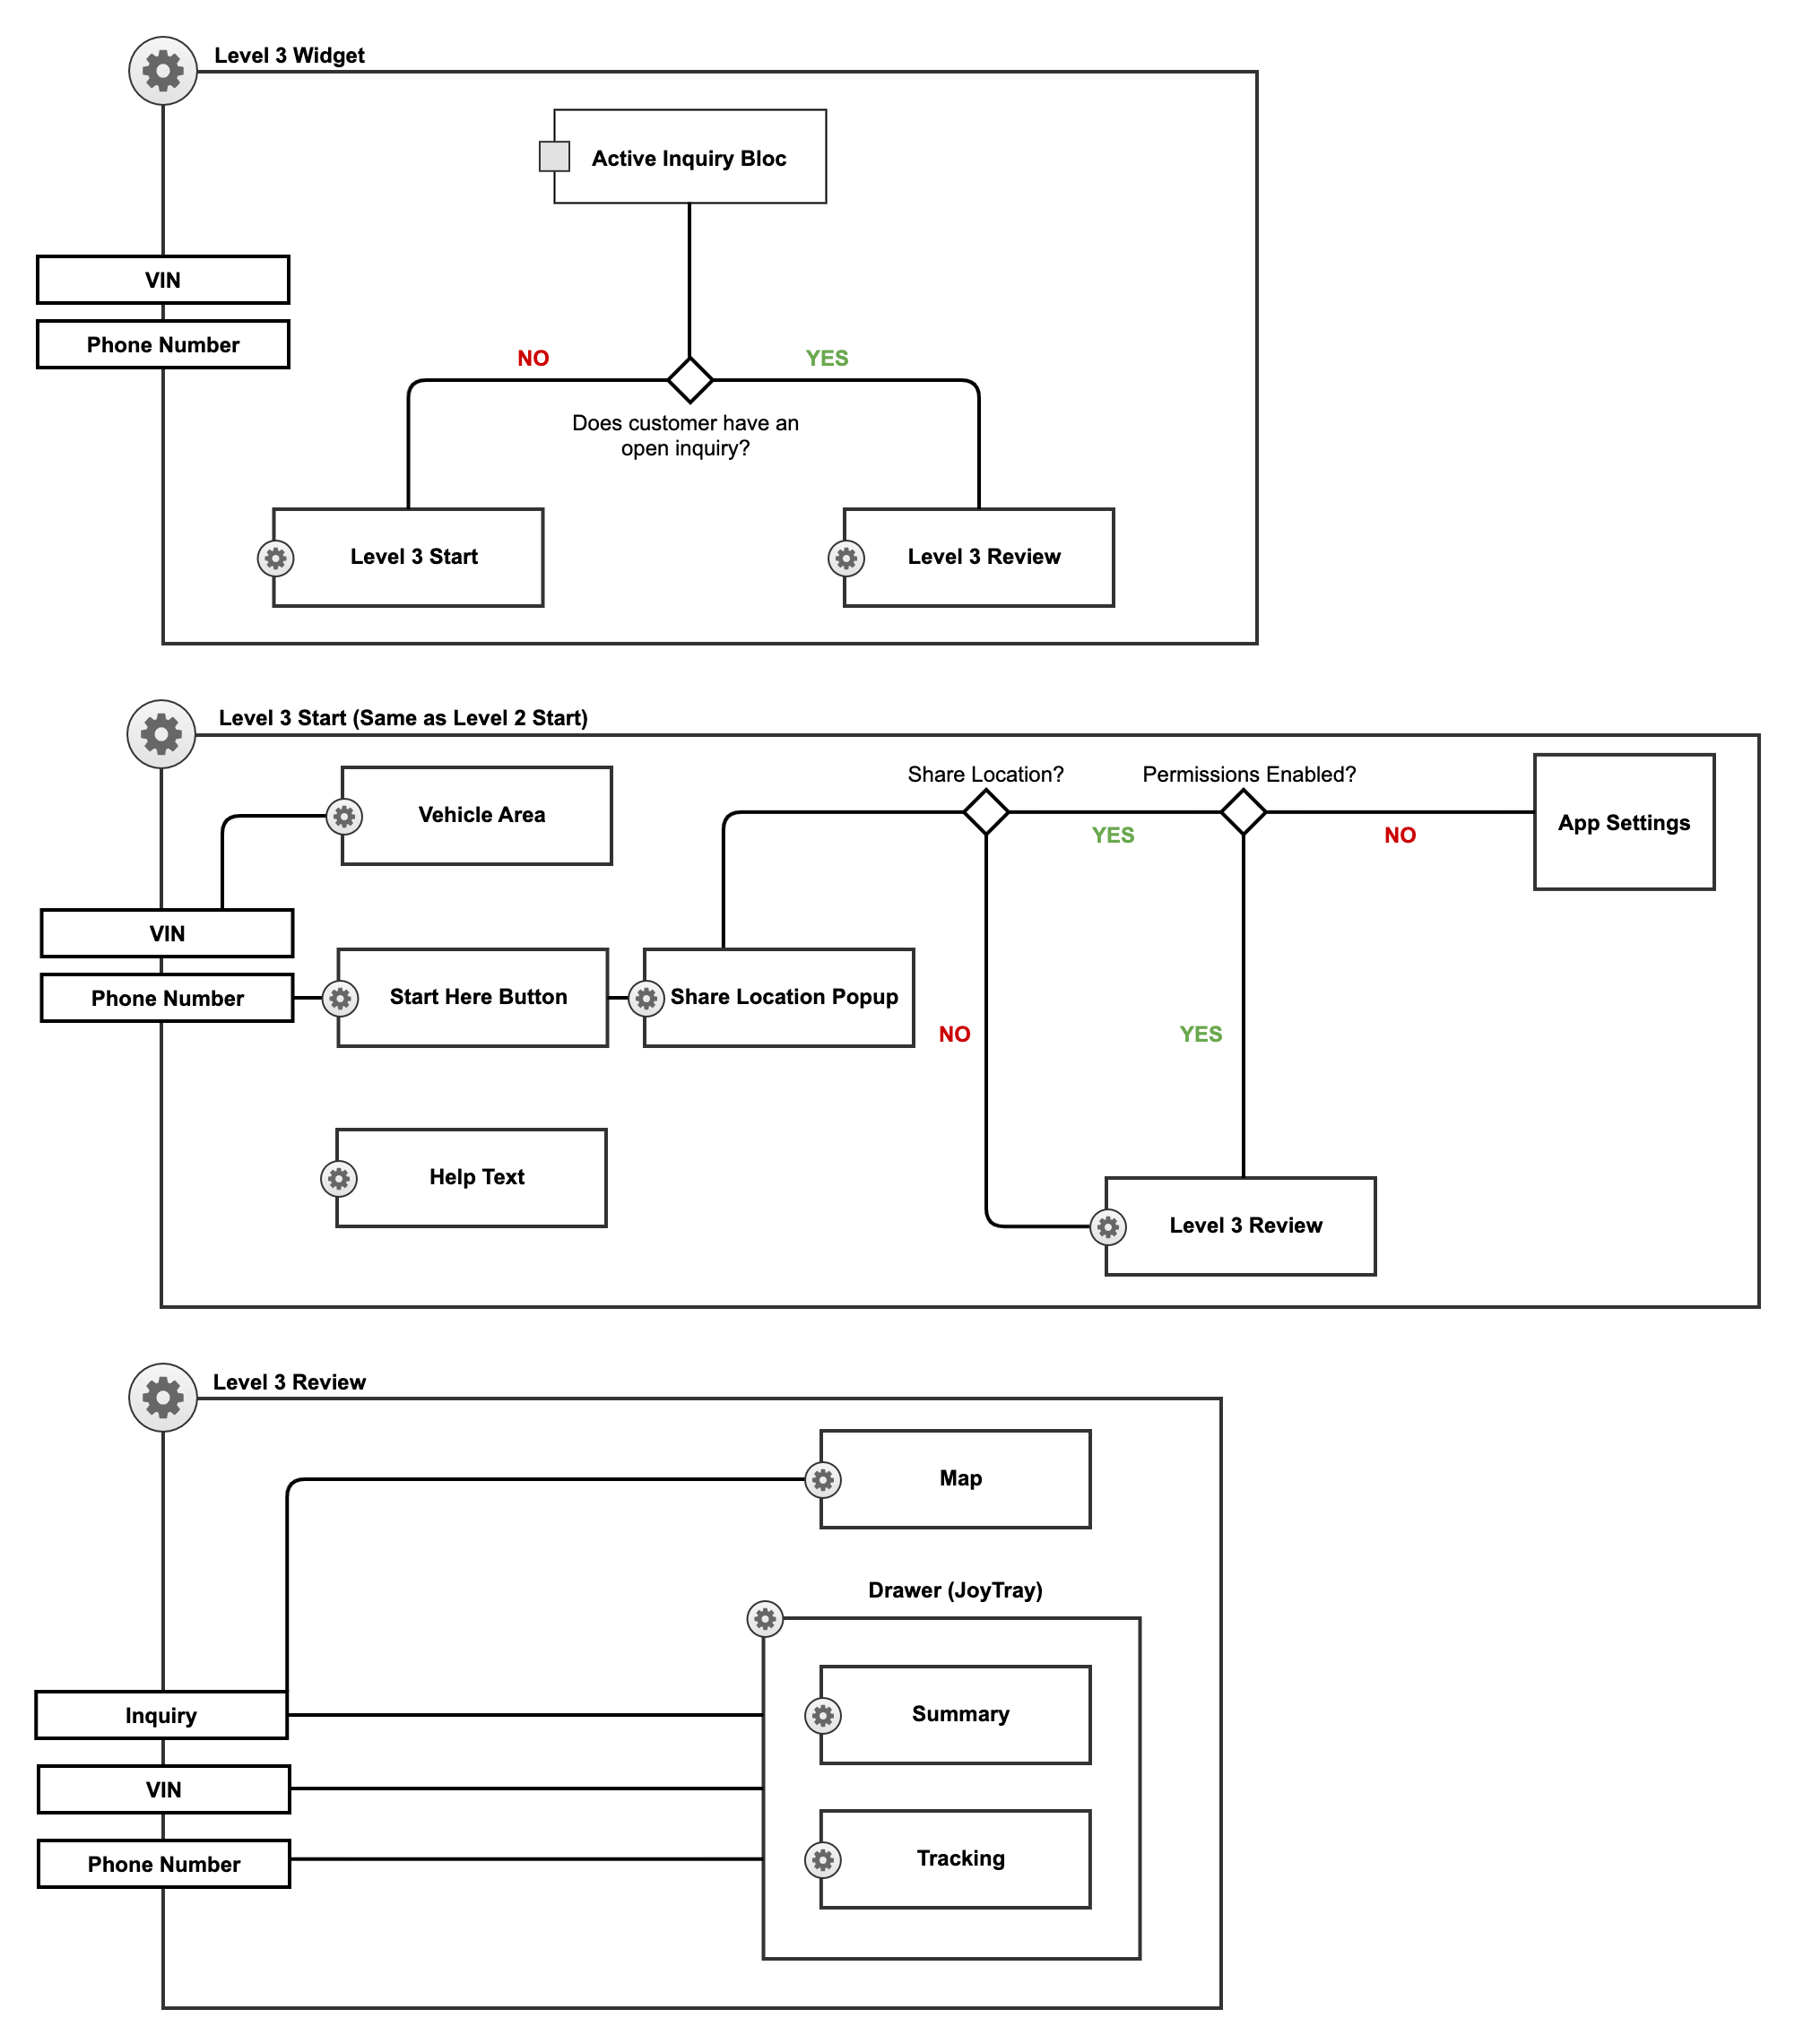 Level 3 Widget
Active Inquiry Bloc
VIN
Phone Number
NO
YES
Does customer have an
open inquiry?
Level 3 Start
Level 3 Review
Level 3 Start (Same as Level 2 Start)
Share Location?
Permissions Enabled?
Vehicle Area
App Settings
YES
NO
VIN
Phone Number
Start Here Button
Share Location Popup
NO
YES
Help Text
Level 3 Review
Level 3 Review
Map
Drawer (JoyTray)
Inquiry
Summary
VIN
Phone Number
Tracking